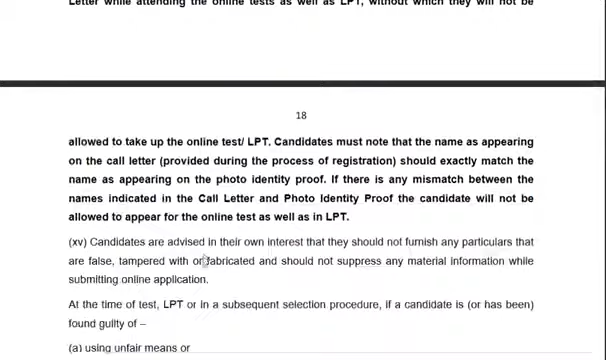 Letter while attending the online tests as well as LPT, without which they will not be
18
allowed to take up the online test/ LPT. Candidates must note that the name as appearing
on the call letter (provided during the process of registration) should exactly match the
name as appearing on the photo identity proof. If there is any mismatch between the
names indicated in the Call Letter and Photo Identity Proof the candidate will not be
allowed to appear for the online test as well as in LPT.
(xv) Candidates are advised in their own interest that they should not furnish any particulars that
are false, tampered with or fabricated and should not suppress any material information while
submitting online application.
At the time of test, LPT or in a subsequent selection procedure, if a candidate is (or has been)
found guilty of –
(a) using unfair means or